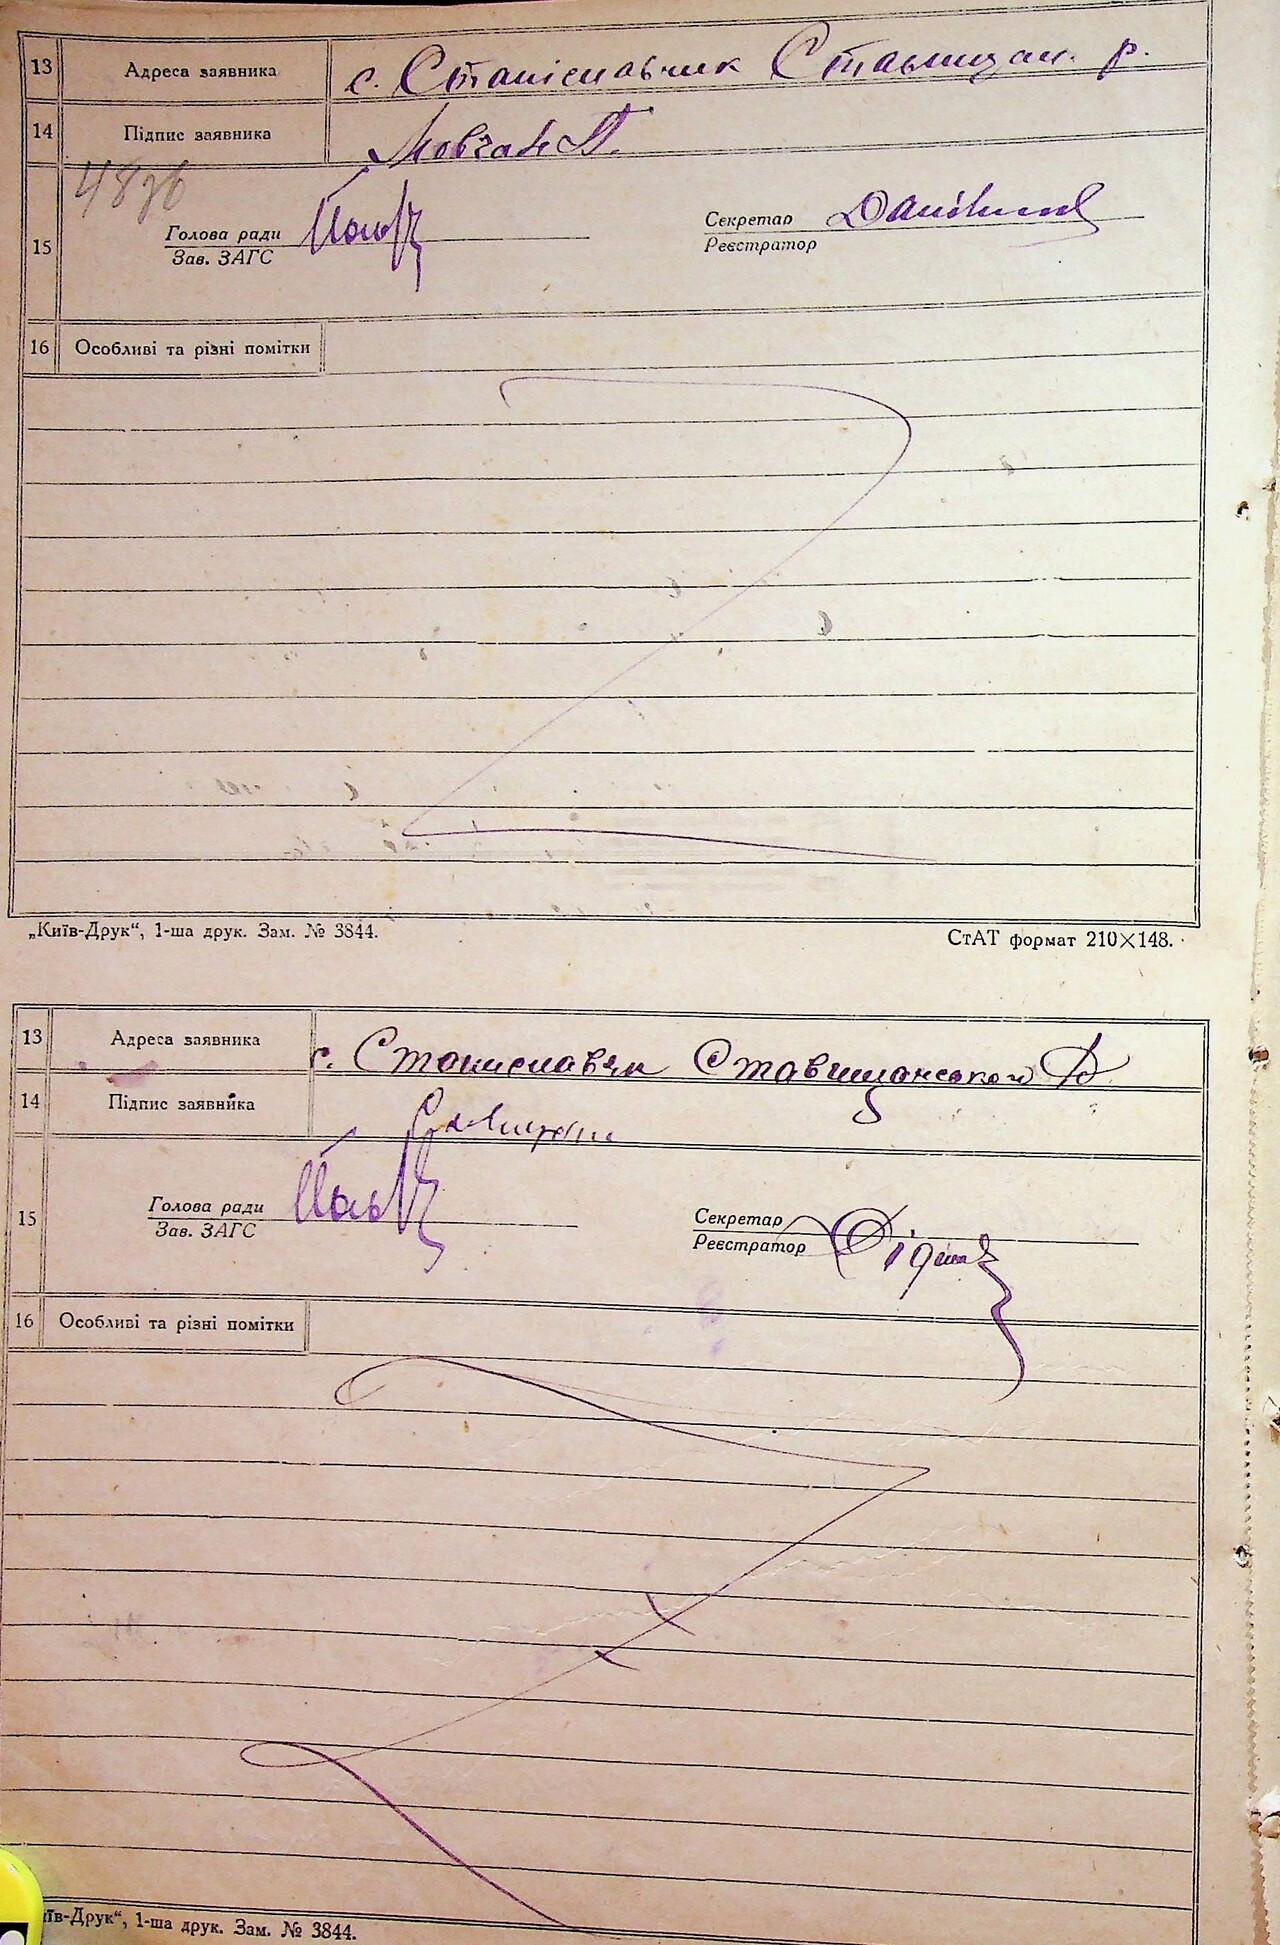 13 Адреса заявника с. Станіславчик Ставищан. р.
14 Підпис заявника Мовчан П.
15
Голова ради
Зав. ЗАГС
Секретар
Реєстратор
16 Особливі та різні помітки
„Київ-Друк“, 1-ша друк. Зам. № 3844.
СтАТ формат 210×148.
13 Адреса заявника с. Станиславчик Ставищанського Р
14 Підпис заявника
15
Голова ради
Зав. ЗАГС
Секретар
Реєстратор
16 Особливі та різні помітки
їв-Друк“, 1-ша друк. Зам. № 3844.